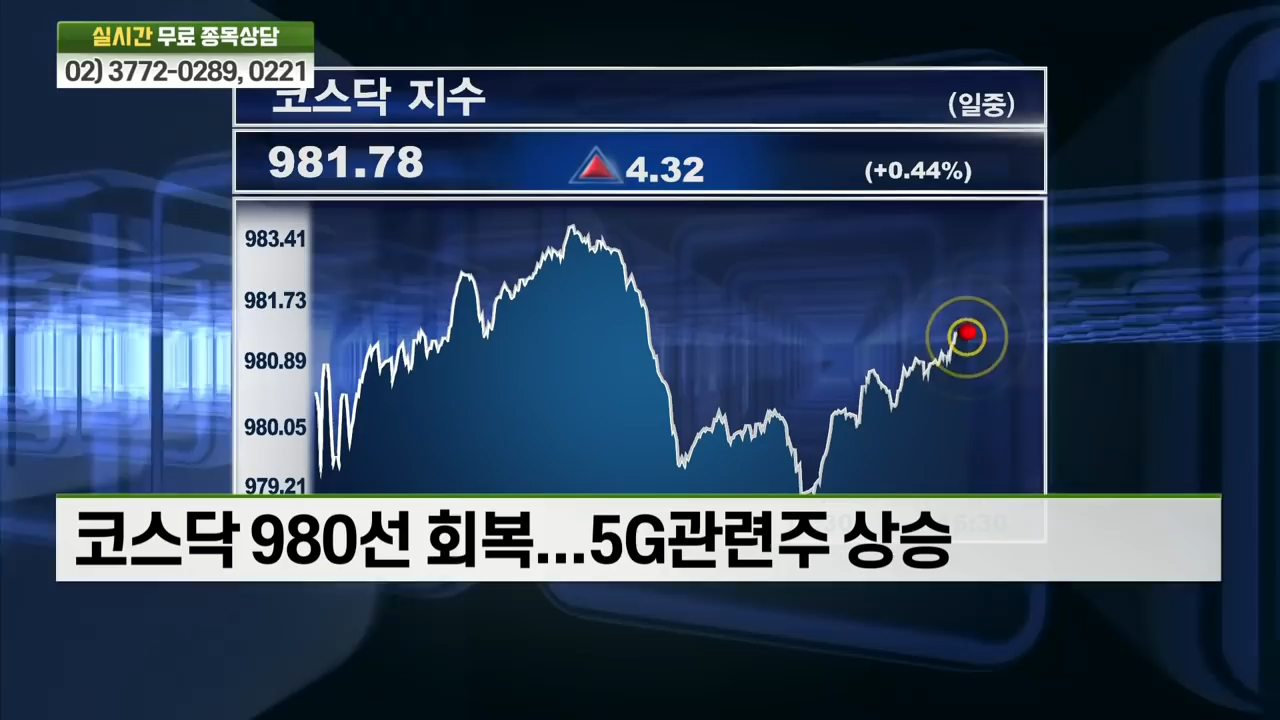 실시간 무료 종목상담
02) 3772-0289, 0221
코스닥 지수
(일중)
981.78
4.32
(+0.44%)
983.41
981.73
980.89
980.05
979.21
코스닥 980선 회복...5G관련주 상승